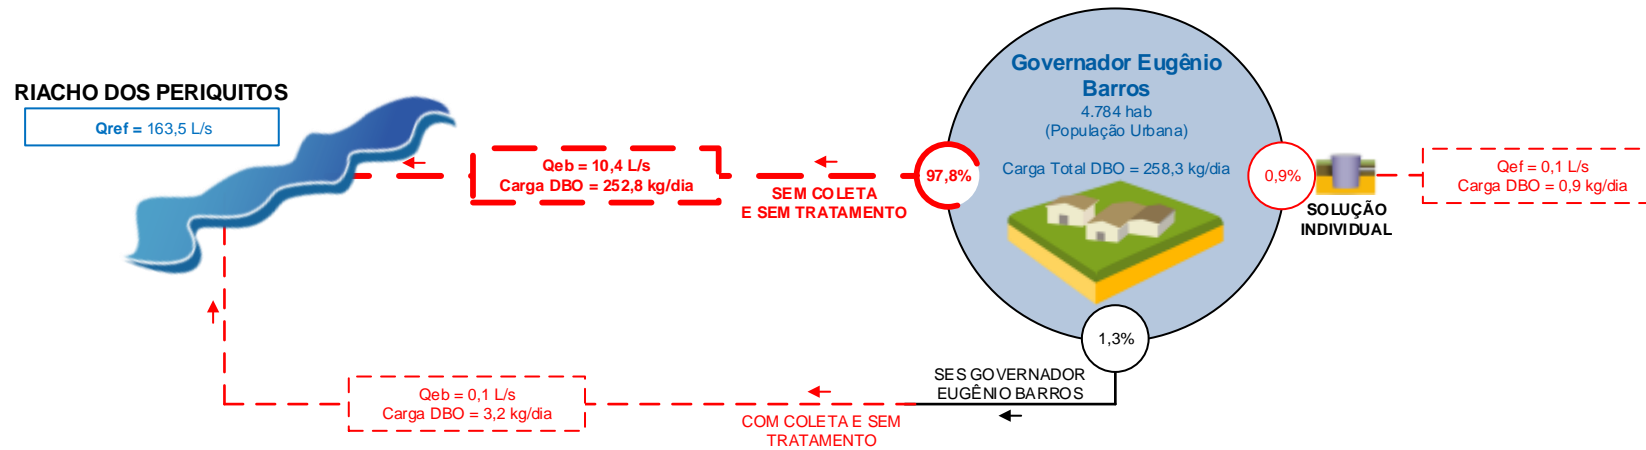 RIACHO DOS PERIQUITOS
Qref = 163,5 L/s
Qeb = 10,4 L/s
Carga DBO = 252,8 kg/dia
SEM COLETA
E SEM TRATAMENTO
97,8%
Governador Eugênio
Barros
4.784 hab
(População Urbana)
Carga Total DBO = 258,3 kg/dia
0,9%
SOLUÇÃO
INDIVIDUAL
Qef = 0,1 L/s
Carga DBO = 0,9 kg/dia
1,3%
SES GOVERNADOR
EUGÊNIO BARROS
COM COLETA E SEM
TRATAMENTO
Qeb = 0,1 L/s
Carga DBO = 3,2 kg/dia